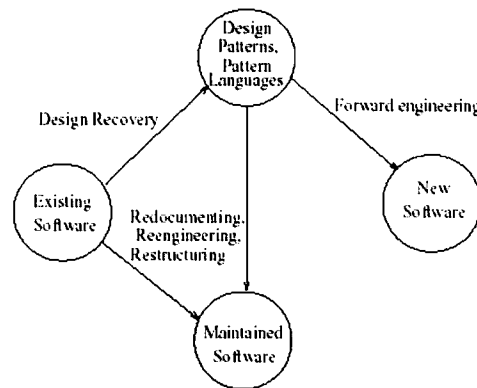 Design
Patterns,
Pattern
Languages
Design Recovery
Forward engineering
Existing
Software
Redocumenting,
Reengineering,
Restructuring
New
Software
Maintained
Software